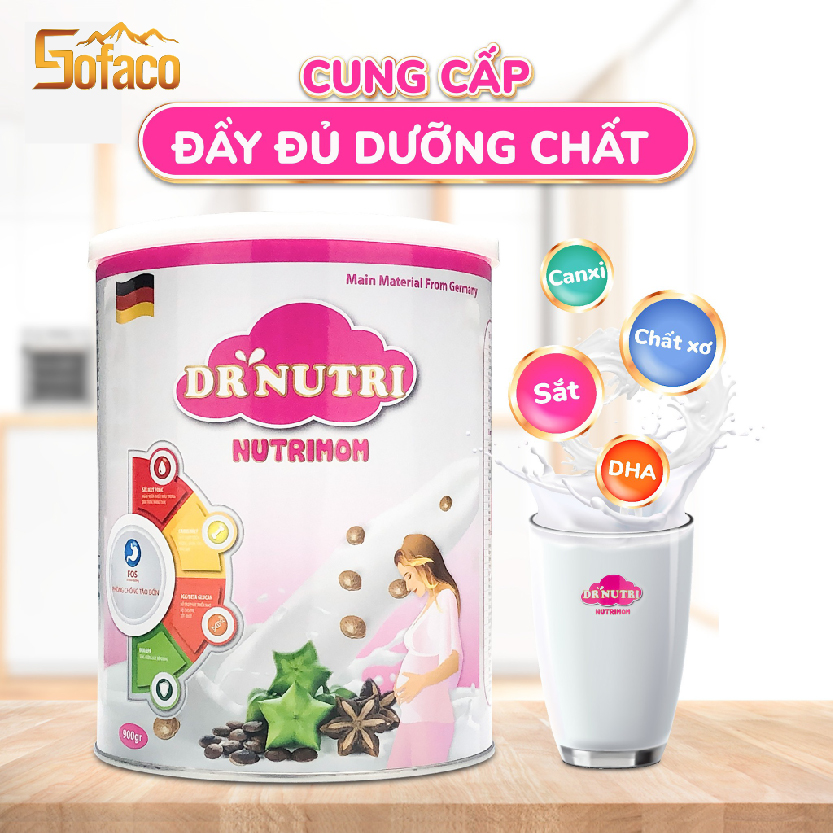 Sofaco
CUNG CẤP
ĐẦY ĐỦ DƯỠNG CHẤT
Main Material From Germany
DR NUTRI
NUTRIMOM
FOS
900gr
Canxi
Chất xơ
Sắt
DHA
DR NUTRI
NUTRIMOM